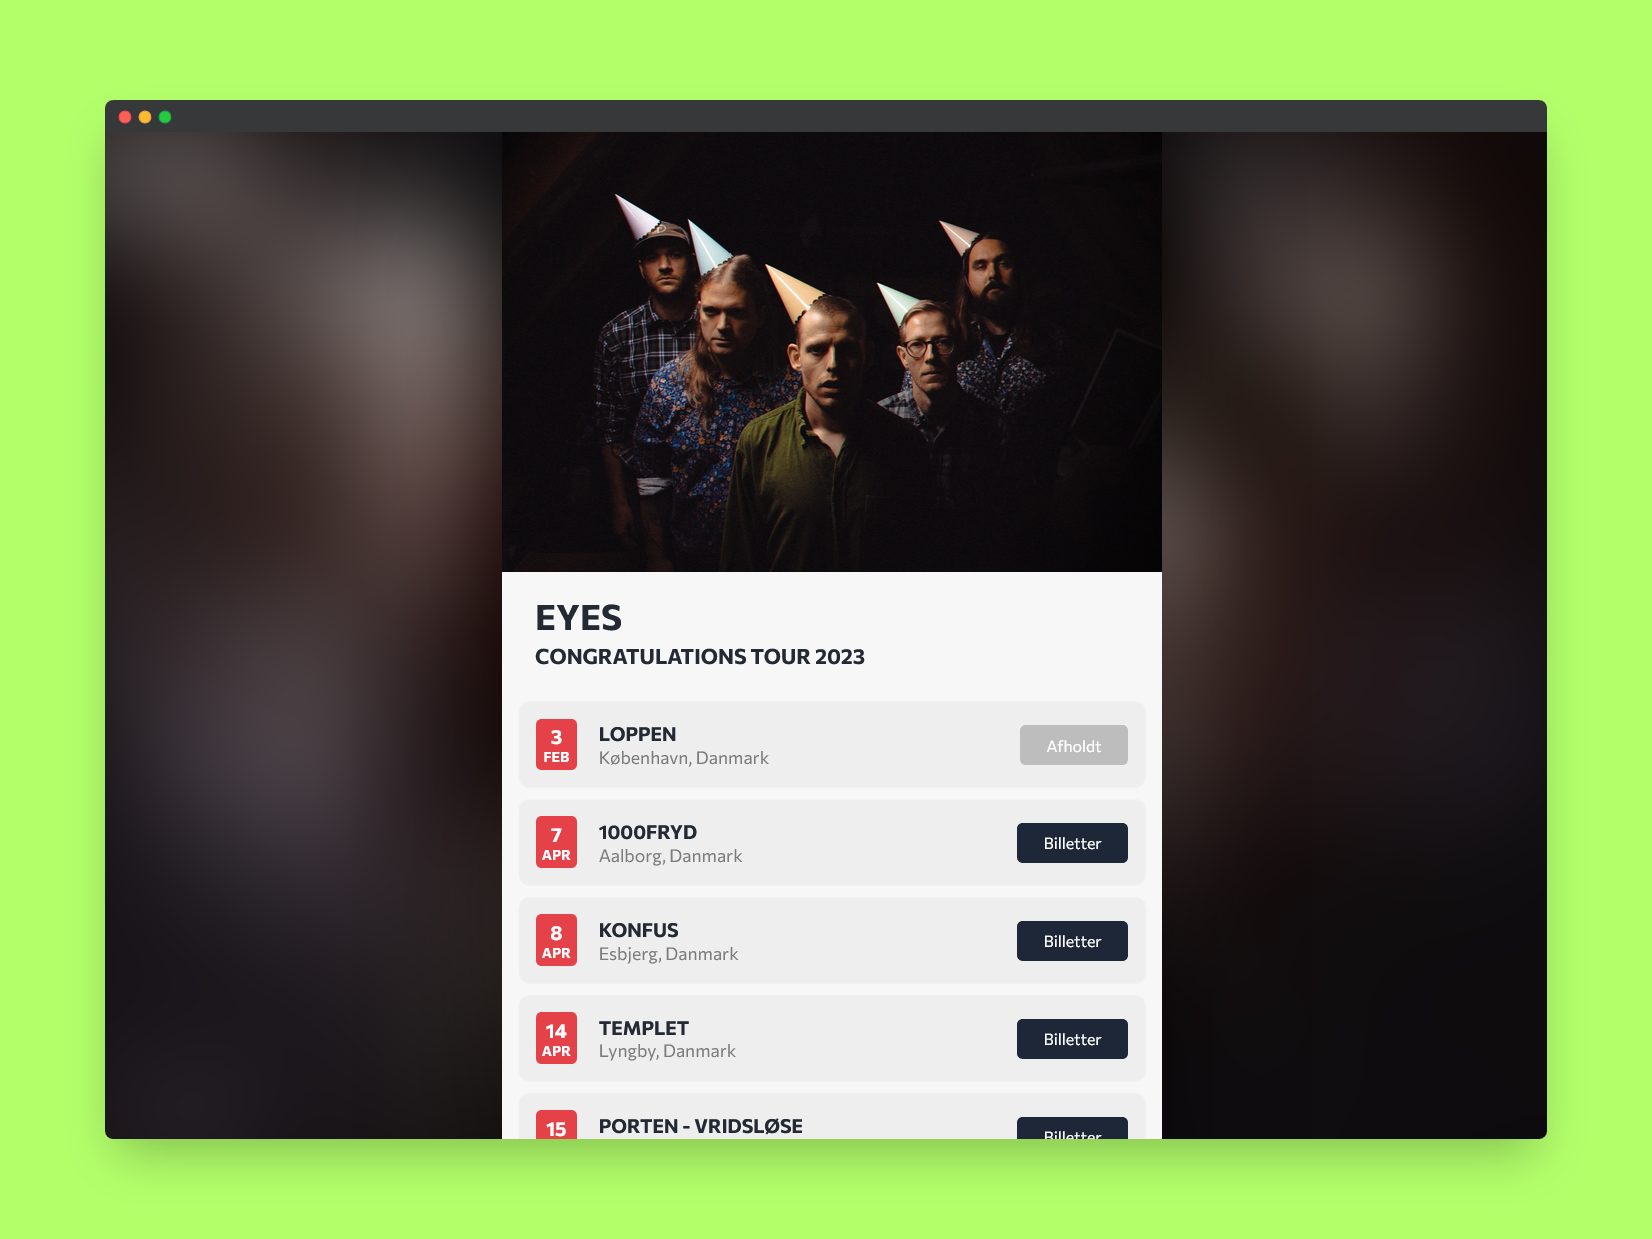 EYES
CONGRATULATIONS TOUR 2023
3
FEB
LOPPEN
København, Danmark
Afholdt
7
APR
1000FRYD
Aalborg, Danmark
Billetter
8
APR
KONFUS
Esbjerg, Danmark
Billetter
14
APR
TEMPLET
Lyngby, Danmark
Billetter
15
PORTEN - VRIDSLØSE
Billetter